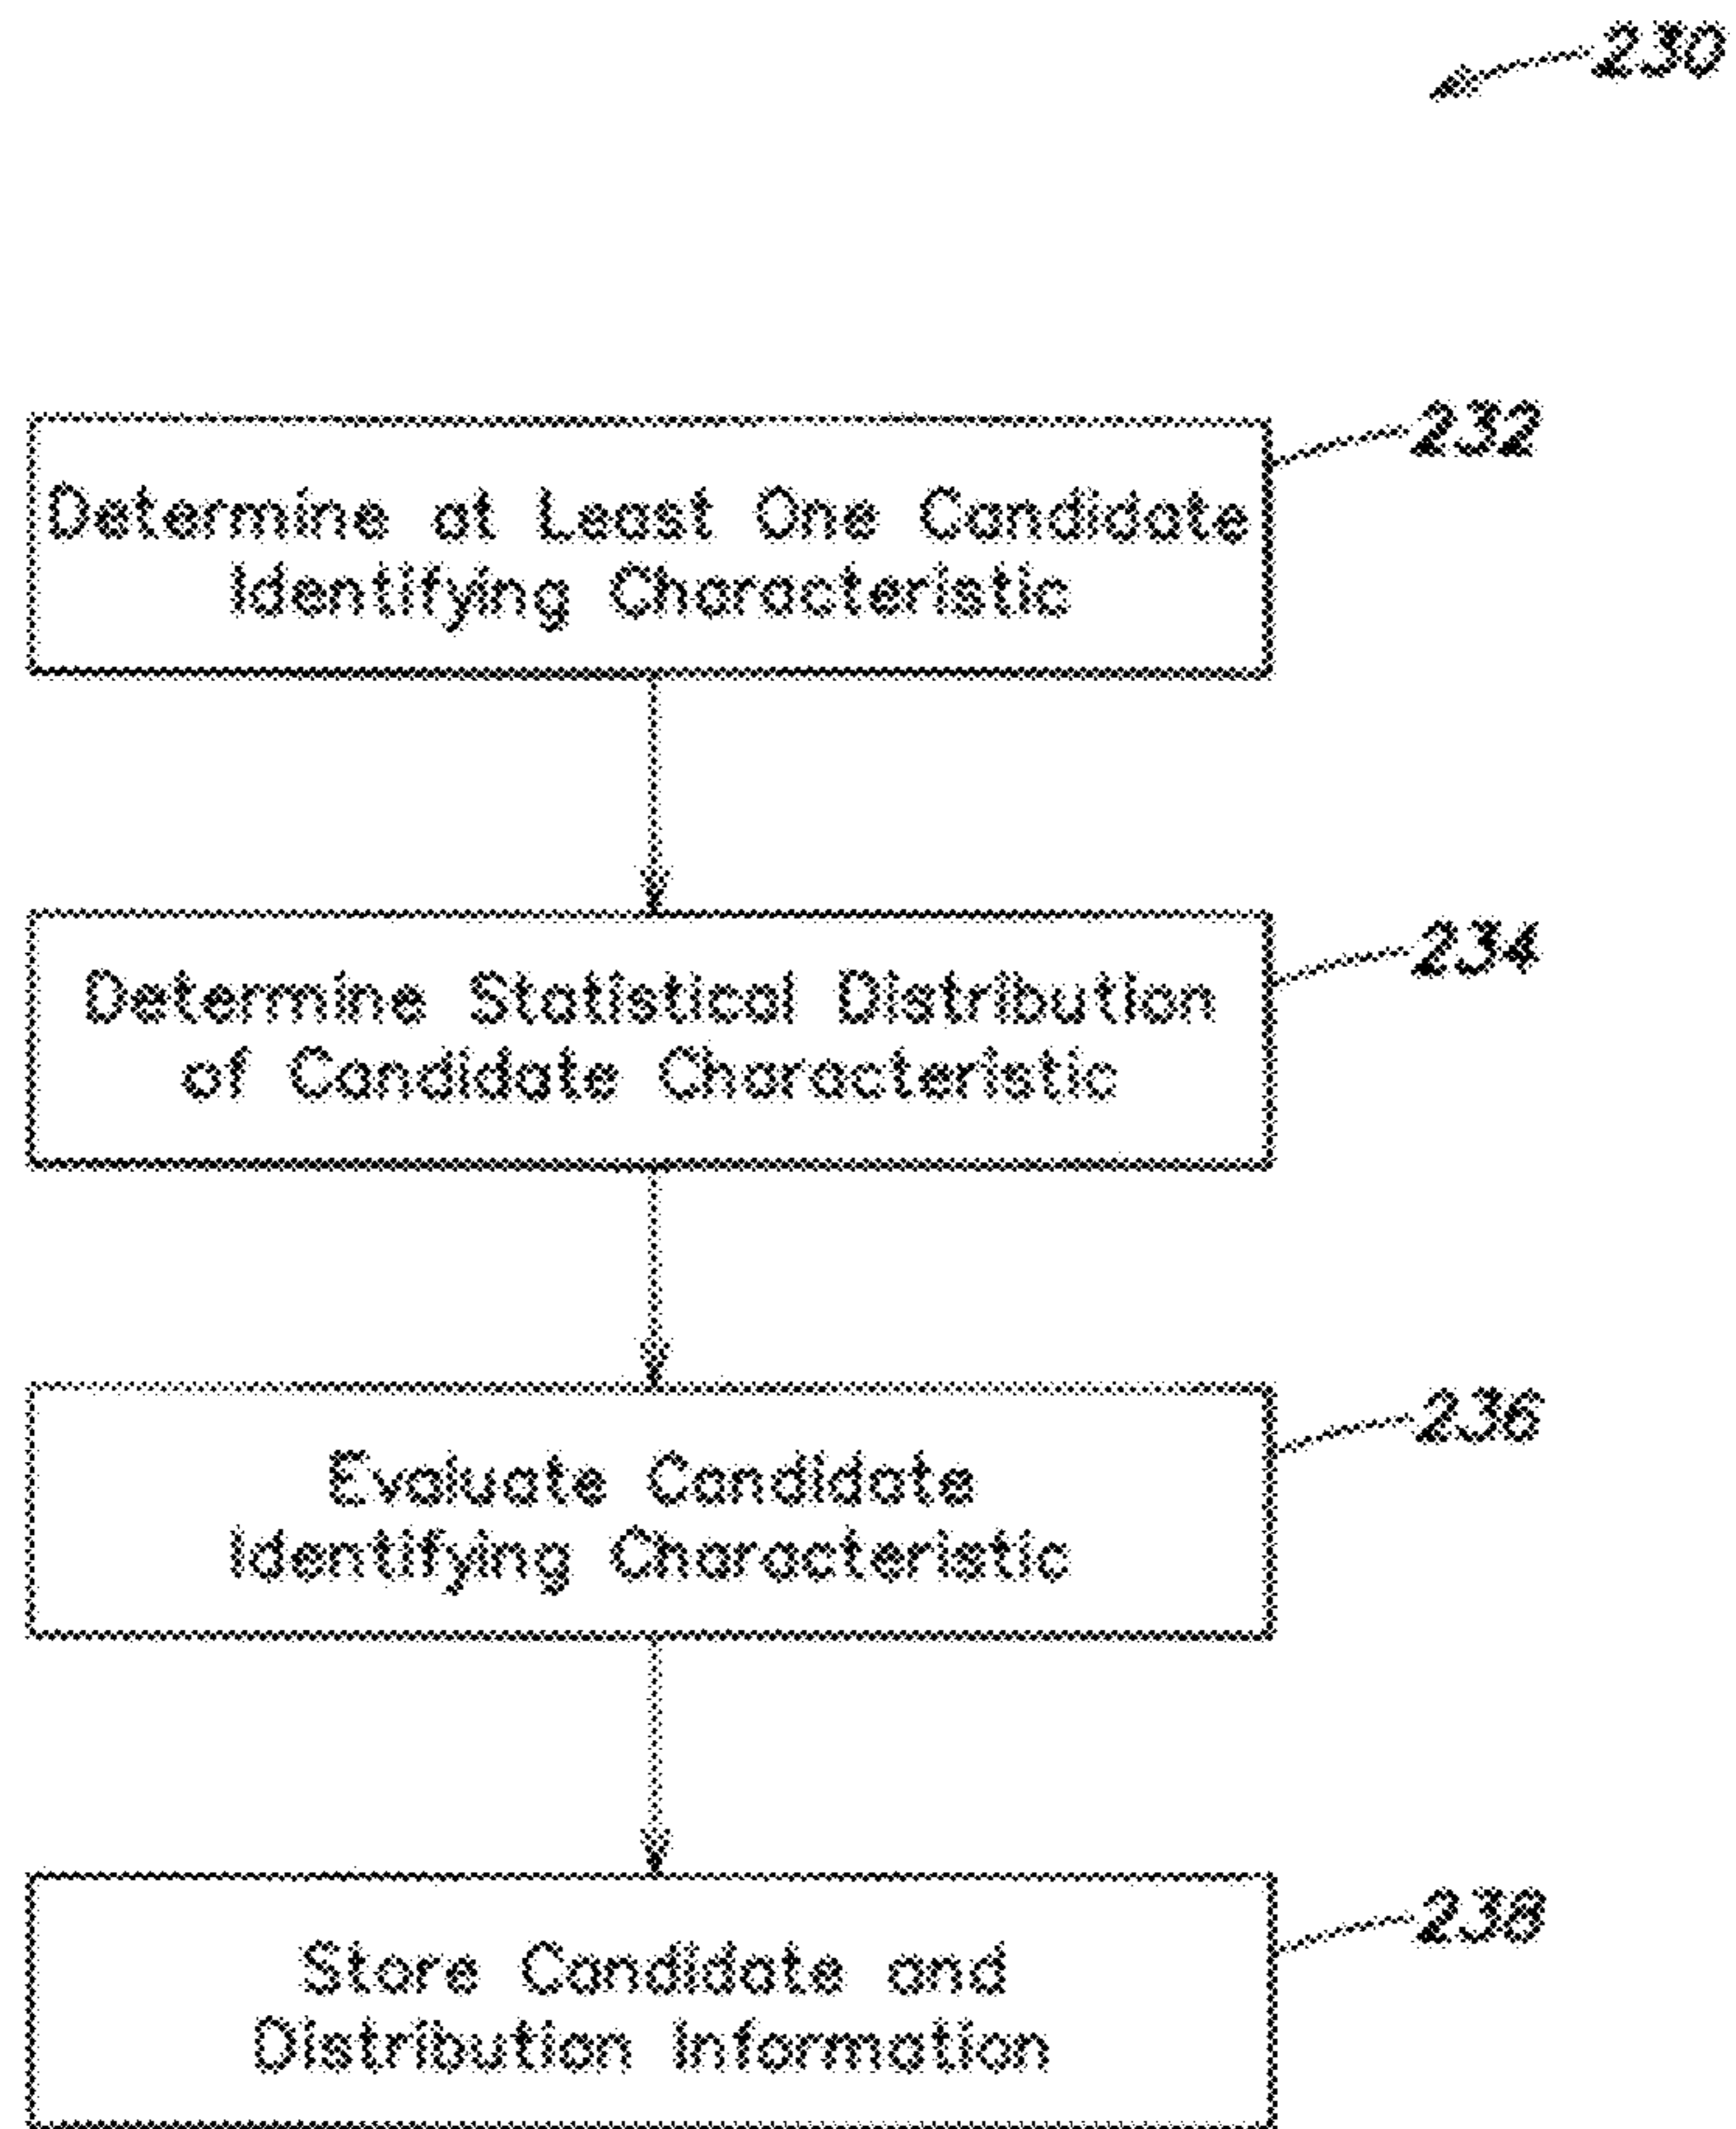 230
232
Determine at Least One Candidate
Identifying Characteristic
234
Determine Statistical Distribution
of Candidate Characteristic
236
Evaluate Candidate
Identifying Characteristic
238
Store Candidate and
Distribution Information